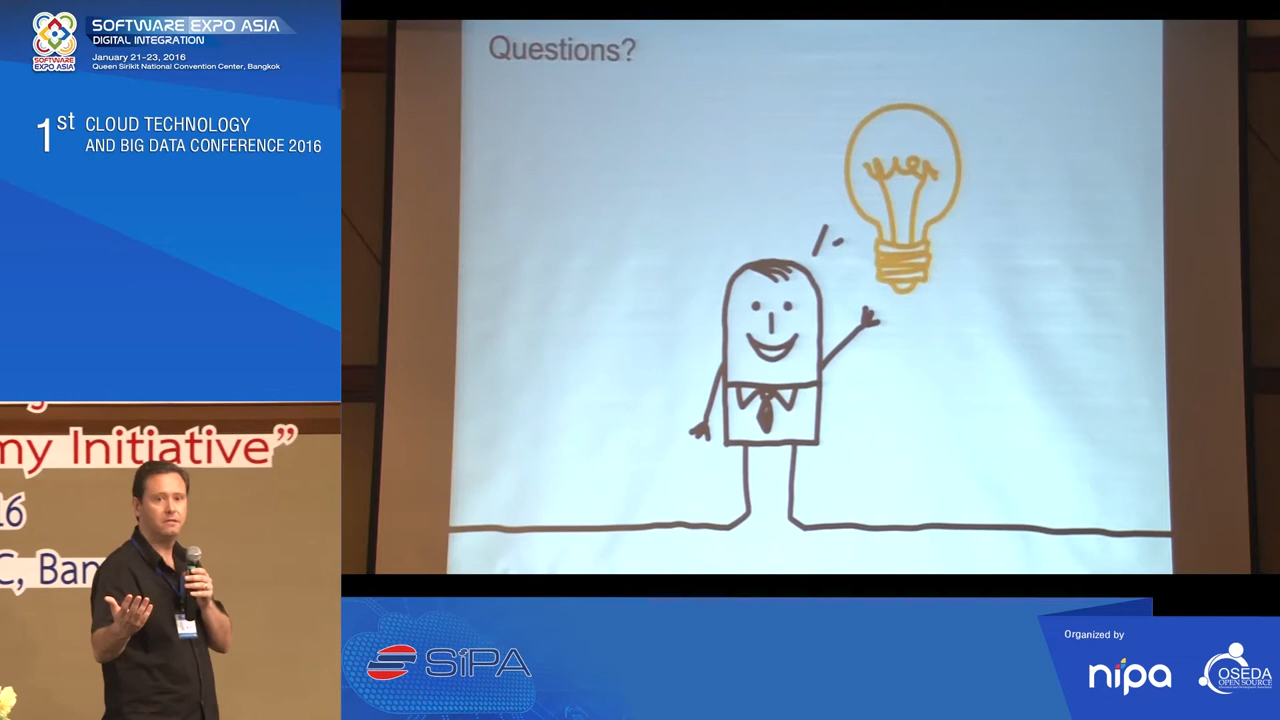 SOFTWARE EXPO ASIA
DIGITAL INTEGRATION
January 21-23, 2016
Queen Sirikit National Convention Center, Bangkok
SOFTWARE
EXPO ASIA
1st CLOUD TECHNOLOGY
AND BIG DATA CONFERENCE 2016
Questions?
my Initiative”
16
C, Ban
SiPA
Organized by
nipa
OSEDA
OPEN SOURCE